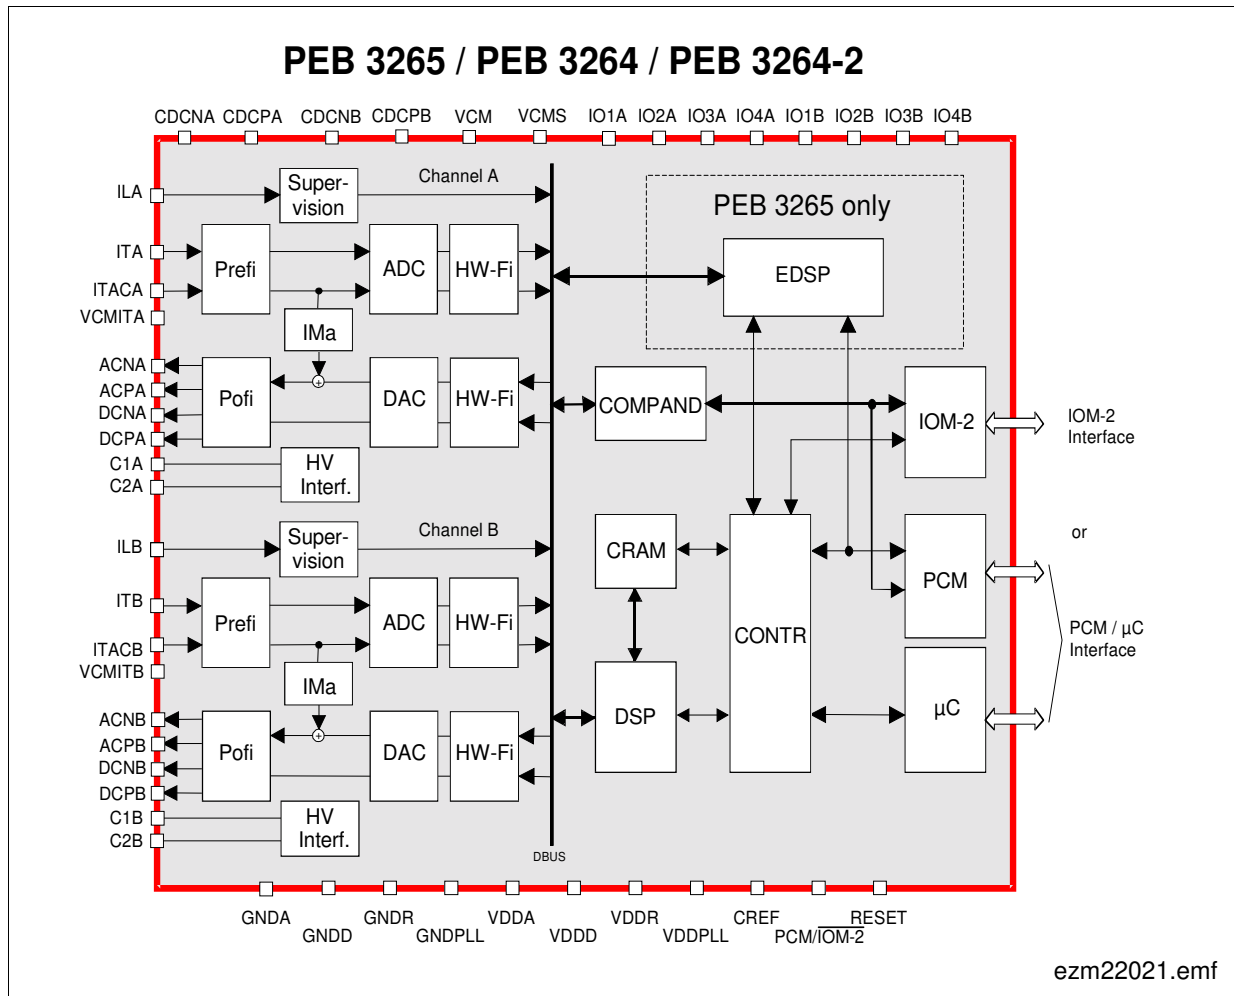 PEB 3265 / PEB 3264 / PEB 3264-2
CDCNA
CDCPA
CDCNB
CDCPB
VCM
VCMS
IO1A
IO2A
IO3A
IO4A
IO1B
IO2B
IO3B
IO4B
ILA
Super-
vision
Channel A
PEB 3265 only
ITA
ITACA
VCMITA
Prefi
ADC
HW-Fi
EDSP
IMa
ACNA
ACPA
DCNA
DCPA
Pofi
+
DAC
HW-Fi
COMPAND
IOM-2
IOM-2
Interface
C1A
C2A
HV
Interf.
ILB
Super-
vision
Channel B
CRAM
CONTR
PCM
or
ITB
ITACB
VCMITB
Prefi
ADC
HW-Fi
PCM / µC
Interface
IMa
ACNB
ACPB
DCNB
DCPB
Pofi
+
DAC
HW-Fi
DSP
µC
C1B
C2B
HV
Interf.
DBUS
GNDA
GNDD
GNDR
GNDPLL
VDDA
VDDD
VDDR
VDDPLL
CREF
PCM/IOM-2
RESET
ezm22021.emf